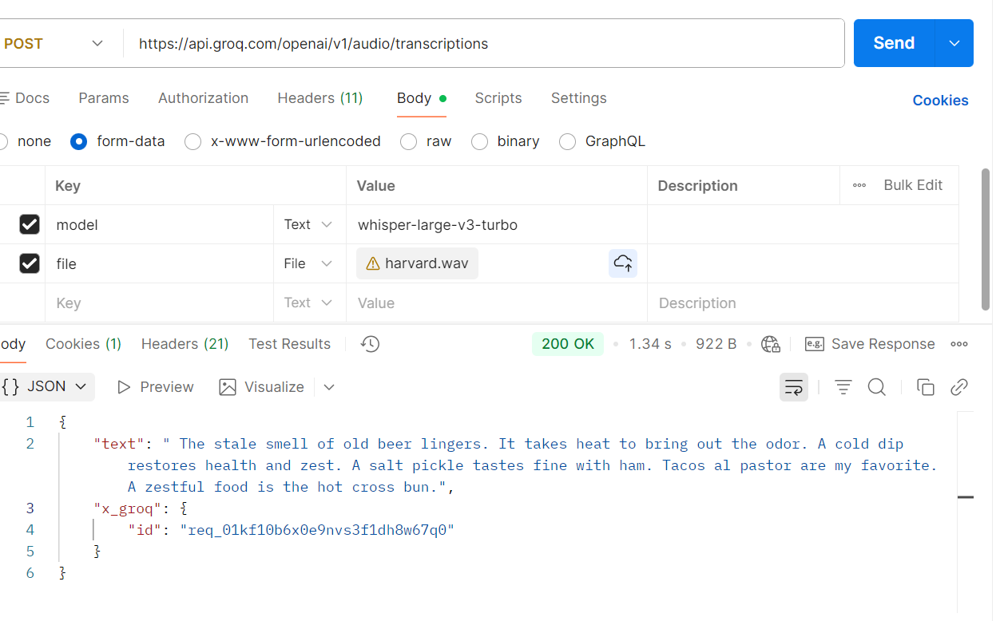 POST https://api.groq.com/openai/v1/audio/transcriptions Send
Docs Params Authorization Headers (11) Body Scripts Settings Cookies
none form-data x-www-form-urlencoded raw binary GraphQL
Key Value Description Bulk Edit
model Text whisper-large-v3-turbo
file File harvard.wav
Key Text Value Description
ody Cookies (1) Headers (21) Test Results 200 OK 1.34 s 922 B e.g. Save Response
{} JSON Preview Visualize
1 {
2 "text": " The stale smell of old beer lingers. It takes heat to bring out the odor. A cold dip
restores health and zest. A salt pickle tastes fine with ham. Tacos al pastor are my favorite.
A zestful food is the hot cross bun.",
3 "x_groq": {
4 "id": "req_01kf10b6x0e9nvs3f1dh8w67q0"
5 }
6 }